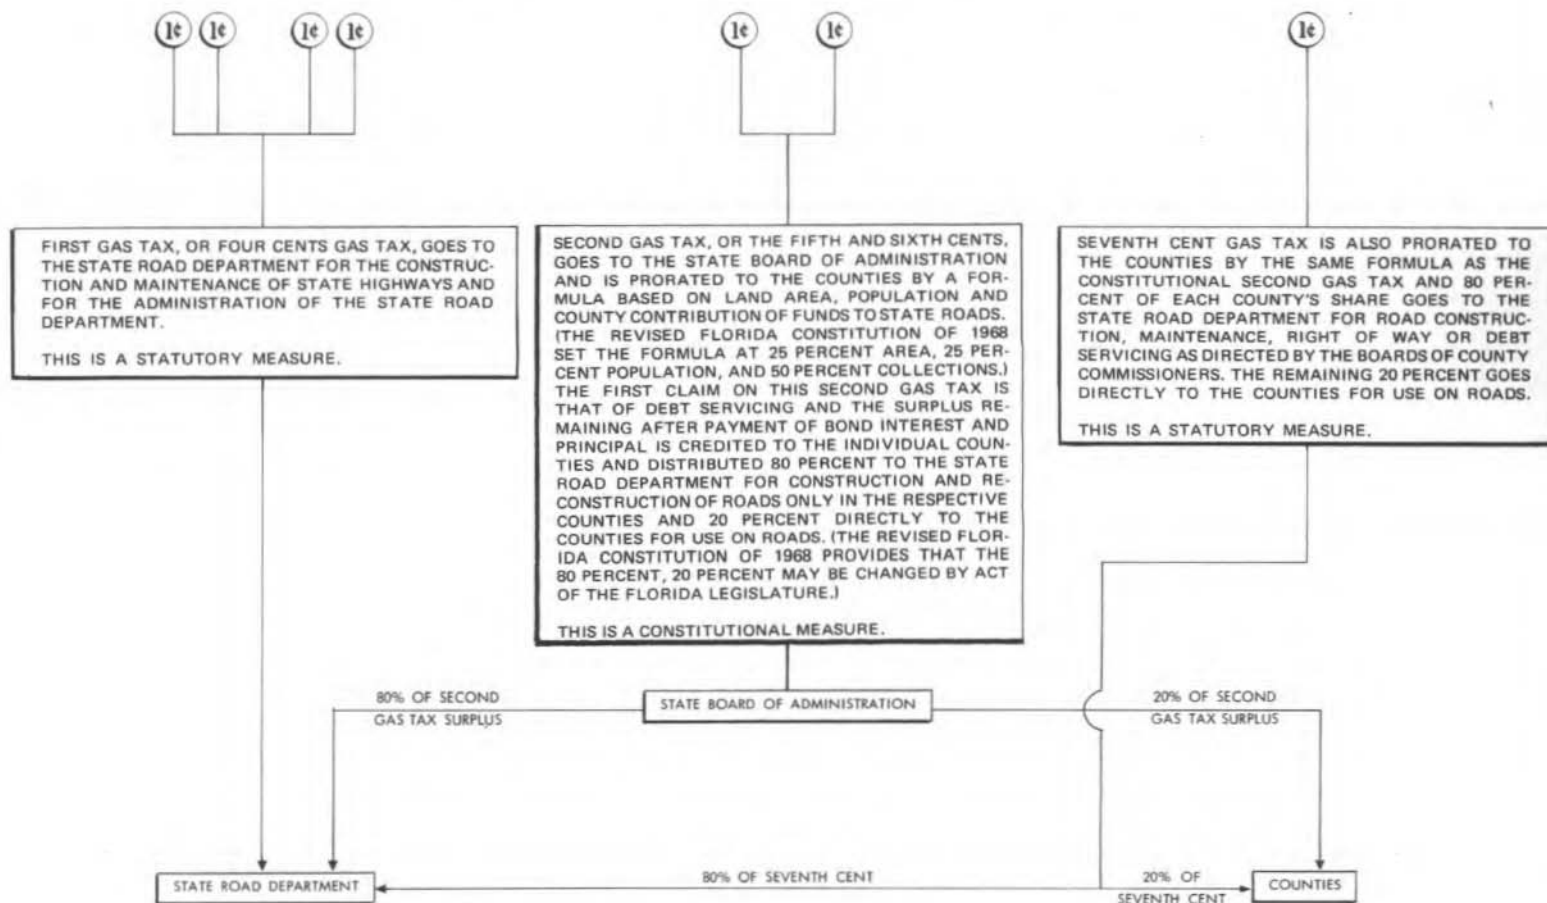 1¢ 1¢ 1¢ 1¢ 1¢ 1¢ 1¢
FIRST GAS TAX, OR FOUR CENTS GAS TAX, GOES TO
THE STATE ROAD DEPARTMENT FOR THE CONSTRUC-
TION AND MAINTENANCE OF STATE HIGHWAYS AND
FOR THE ADMINISTRATION OF THE STATE ROAD
DEPARTMENT.
THIS IS A STATUTORY MEASURE.
SECOND GAS TAX, OR THE FIFTH AND SIXTH CENTS,
GOES TO THE STATE BOARD OF ADMINISTRATION
AND IS PRORATED TO THE COUNTIES BY A FOR-
MULA BASED ON LAND AREA, POPULATION AND
COUNTY CONTRIBUTION OF FUNDS TO STATE ROADS.
(THE REVISED FLORIDA CONSTITUTION OF 1968
SET THE FORMULA AT 25 PERCENT AREA, 25 PER-
CENT POPULATION, AND 50 PERCENT COLLECTIONS.)
THE FIRST CLAIM ON THIS SECOND GAS TAX IS
THAT OF DEBT SERVICING AND THE SURPLUS RE-
MAINING AFTER PAYMENT OF BOND INTEREST AND
PRINCIPAL IS CREDITED TO THE INDIVIDUAL COUN-
TIES AND DISTRIBUTED 80 PERCENT TO THE STATE
ROAD DEPARTMENT FOR CONSTRUCTION AND RE-
CONSTRUCTION OF ROADS ONLY IN THE RESPECTIVE
COUNTIES AND 20 PERCENT DIRECTLY TO THE
COUNTIES FOR USE ON ROADS. (THE REVISED FLOR-
IDA CONSTITUTION OF 1968 PROVIDES THAT THE
80 PERCENT, 20 PERCENT MAY BE CHANGED BY ACT
OF THE FLORIDA LEGISLATURE.)
THIS IS A CONSTITUTIONAL MEASURE.
SEVENTH CENT GAS TAX IS ALSO PRORATED TO
THE COUNTIES BY THE SAME FORMULA AS THE
CONSTITUTIONAL SECOND GAS TAX AND 80 PER-
CENT OF EACH COUNTY'S SHARE GOES TO THE
STATE ROAD DEPARTMENT FOR ROAD CONSTRUC-
TION, MAINTENANCE, RIGHT OF WAY OR DEBT
SERVICING AS DIRECTED BY THE BOARDS OF COUNTY
COMMISSIONERS. THE REMAINING 20 PERCENT GOES
DIRECTLY TO THE COUNTIES FOR USE ON ROADS.
THIS IS A STATUTORY MEASURE.
80% OF SECOND
GAS TAX SURPLUS
STATE BOARD OF ADMINISTRATION
20% OF SECOND
GAS TAX SURPLUS
STATE ROAD DEPARTMENT
80% OF SEVENTH CENT
20% OF
SEVENTH CENT
COUNTIES